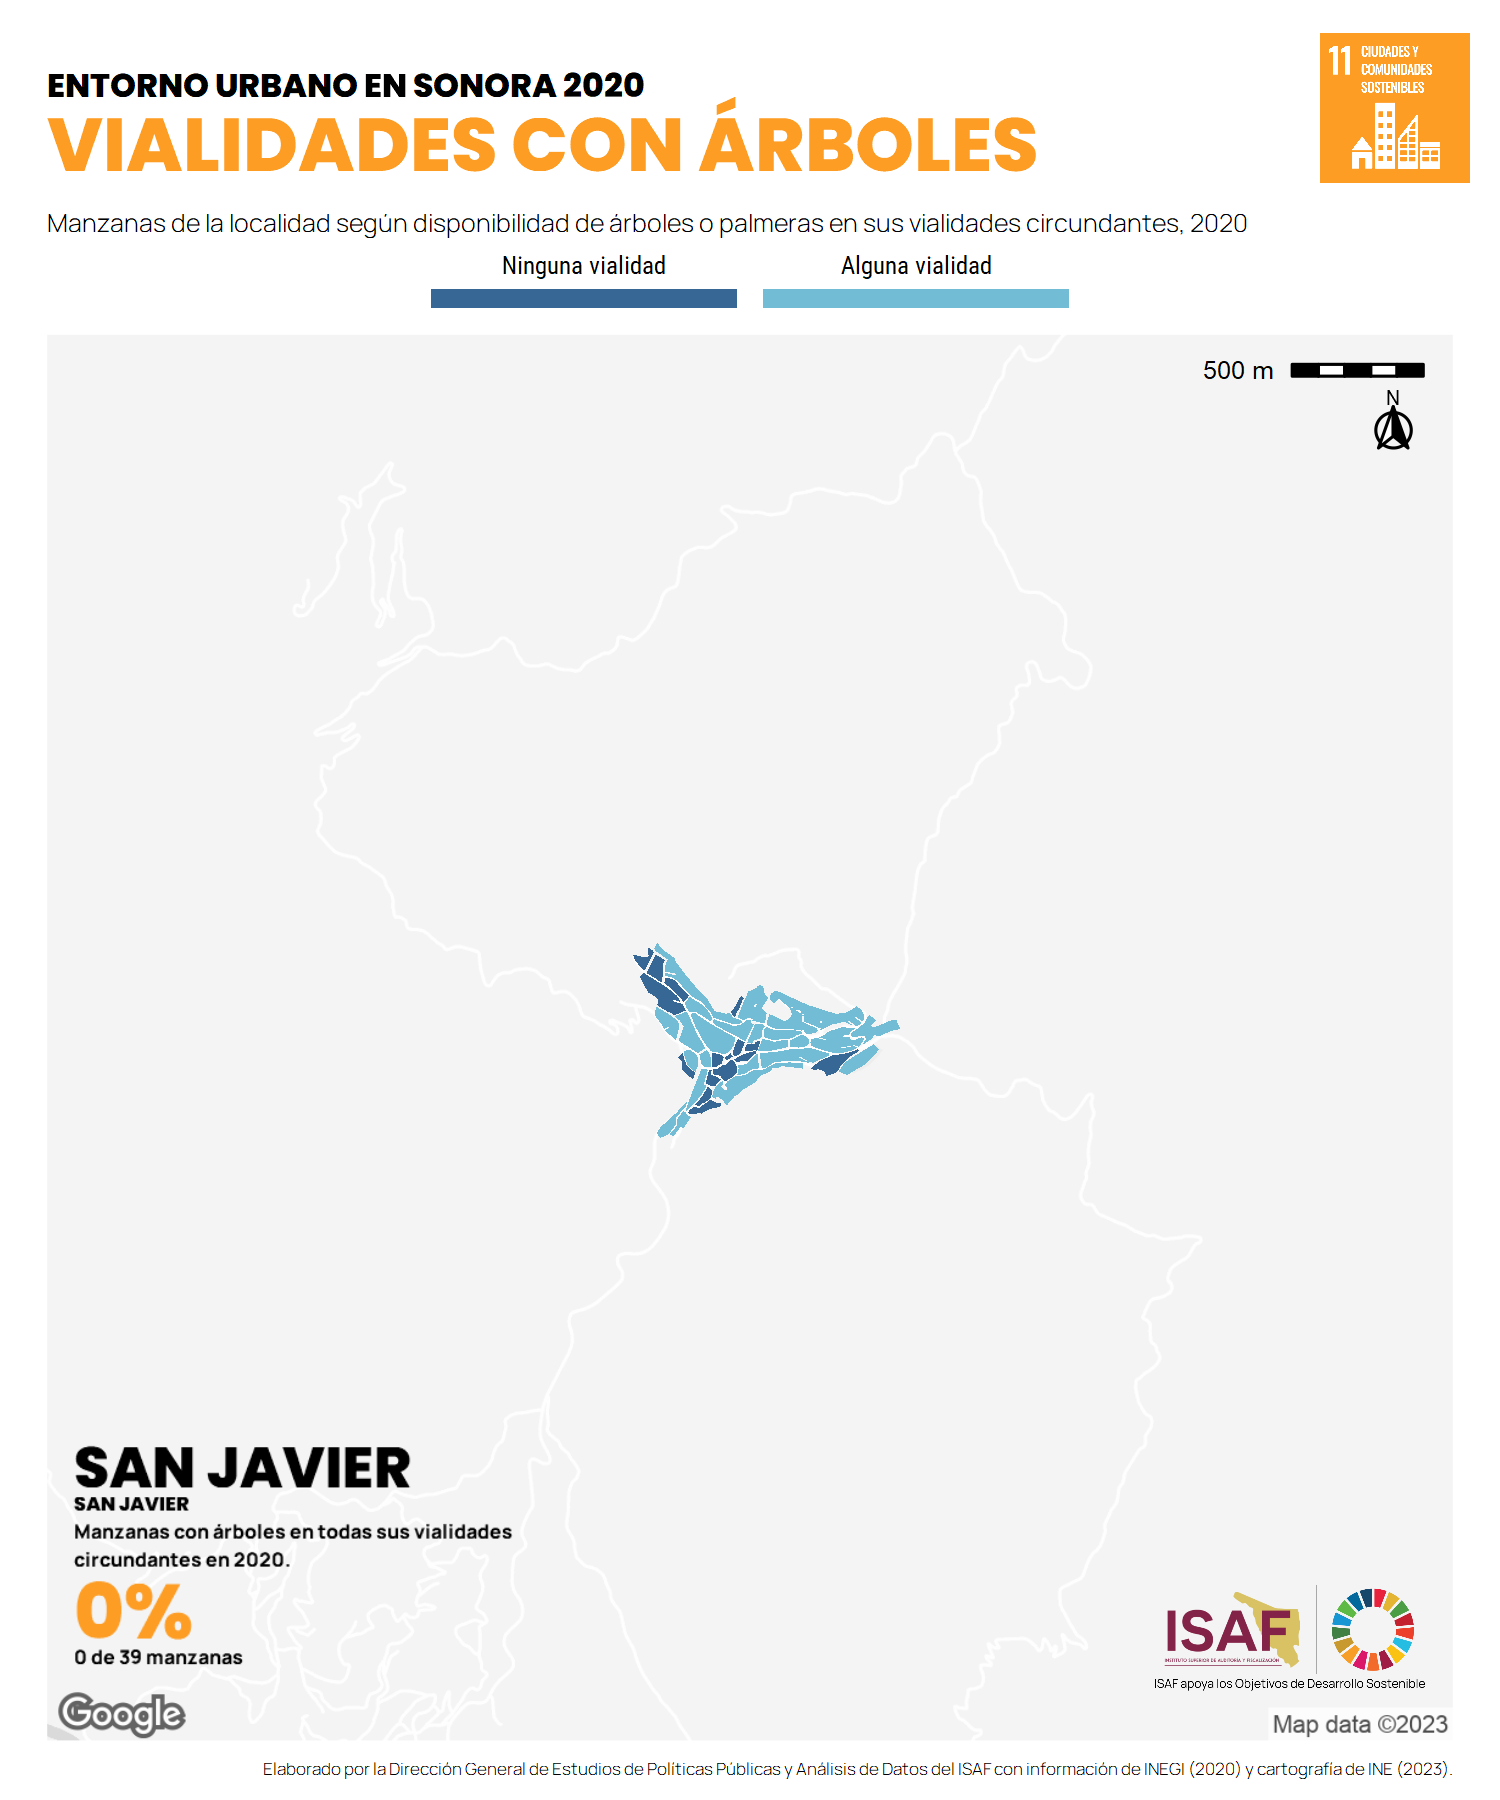 ENTORNO URBANO EN SONORA 2020
VIALIDADES CON ÁRBOLES
11 CIUDADES Y
COMUNIDADES
SOSTENIBLES
Manzanas de la localidad según disponibilidad de árboles o palmeras en sus vialidades circundantes, 2020
Ninguna vialidad
Alguna vialidad
500 m
N
SAN JAVIER
SAN JAVIER
Manzanas con árboles en todas sus vialidades
circundantes en 2020.
0%
0 de 39 manzanas
ISAF
INSTITUTO SUPERIOR DE AUDITORÍA Y FISCALIZACIÓN
ISAF apoya los Objetivos de Desarrollo Sostenible
Google
Map data ©2023
Elaborado por la Dirección General de Estudios de Políticas Públicas y Análisis de Datos del ISAF con información de INEGI (2020) y cartografía de INE (2023).